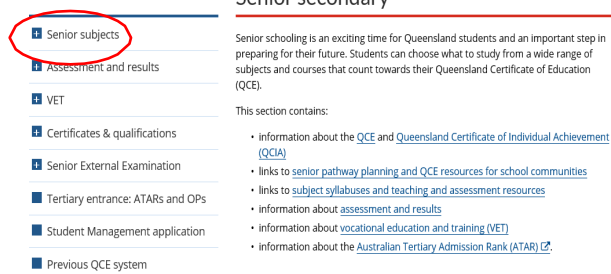 Senior secondary
Senior subjects
Assessment and results
VET
Certificates & qualifications
Senior External Examination
Tertiary entrance: ATARs and OPs
Student Management application
Previous QCE system
Senior schooling is an exciting time for Queensland students and an important step in
preparing for their future. Students can choose what to study from a wide range of
subjects and courses that count towards their Queensland Certificate of Education
(QCE).
This section contains:
• information about the QCE and Queensland Certificate of Individual Achievement
(QCIA)
• links to senior pathway planning and QCE resources for school communities
• links to subject syllabuses and teaching and assessment resources
• information about assessment and results
• information about vocational education and training (VET)
• information about the Australian Tertiary Admission Rank (ATAR).